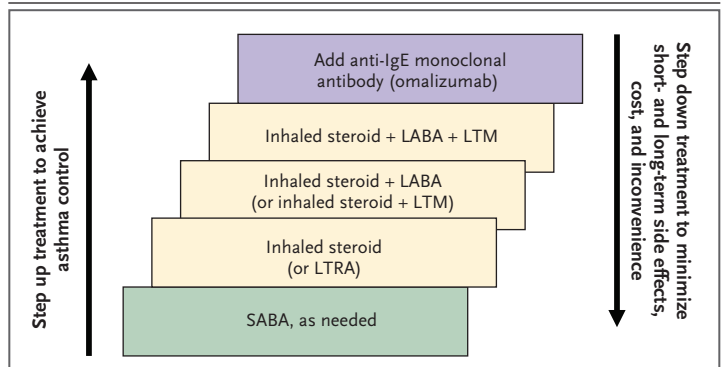 Step up treatment to achieve
asthma control
Add anti-IgE monoclonal
antibody (omalizumab)
Inhaled steroid + LABA + LTM
Inhaled steroid + LABA
(or inhaled steroid + LTM)
Inhaled steroid
(or LTRA)
SABA, as needed
Step down treatment to minimize
short- and long-term side effects,
cost, and inconvenience